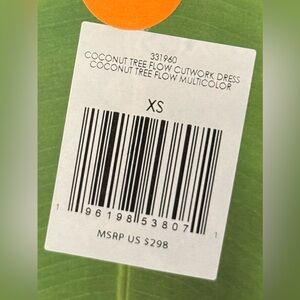 331960
COCONUT TREE FLOW CUTWORK DRESS
COCONUT TREE FLOW MULTICOLOR
XS
1 96198 53807 1
MSRP US $298